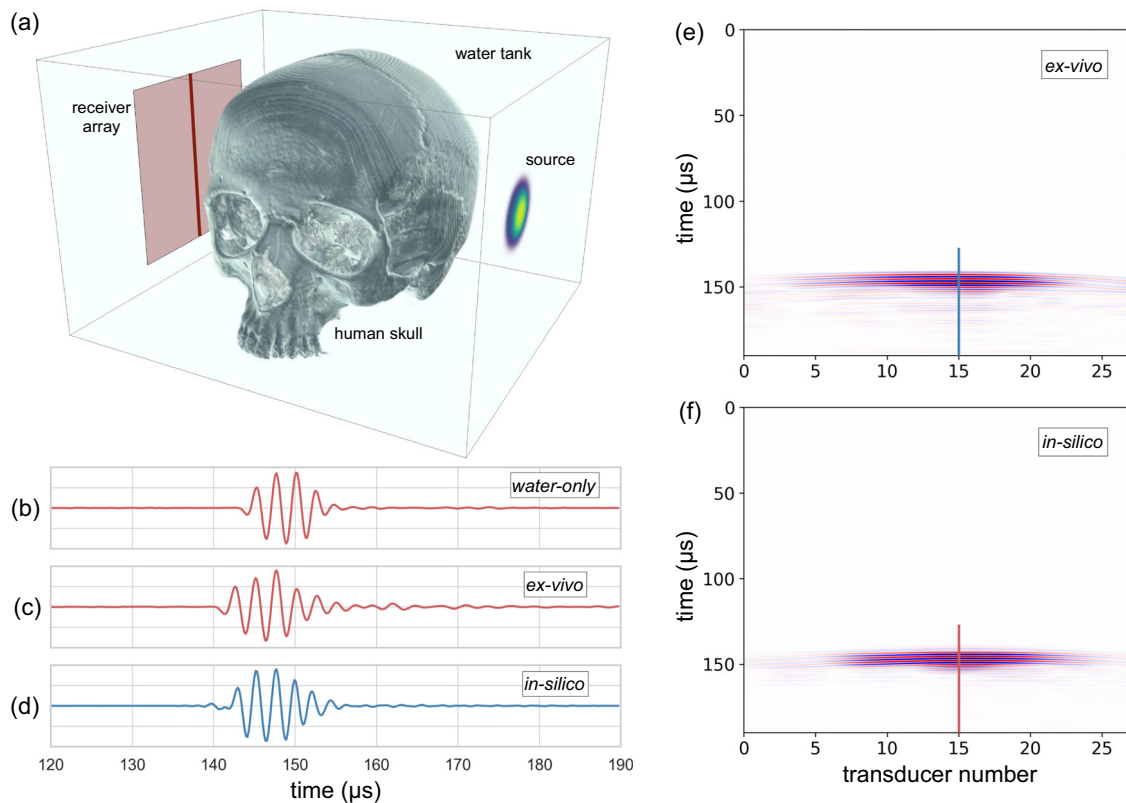 (a)
water tank
receiver
array
source
human skull
(b)
water-only
(c)
ex-vivo
(d)
in-silico
120 130 140 150 160 170 180 190
time (μs)
(e)
ex-vivo
0
50
100
150
time (μs)
0 5 10 15 20 25
(f)
in-silico
0
50
100
150
time (μs)
0 5 10 15 20 25
transducer number